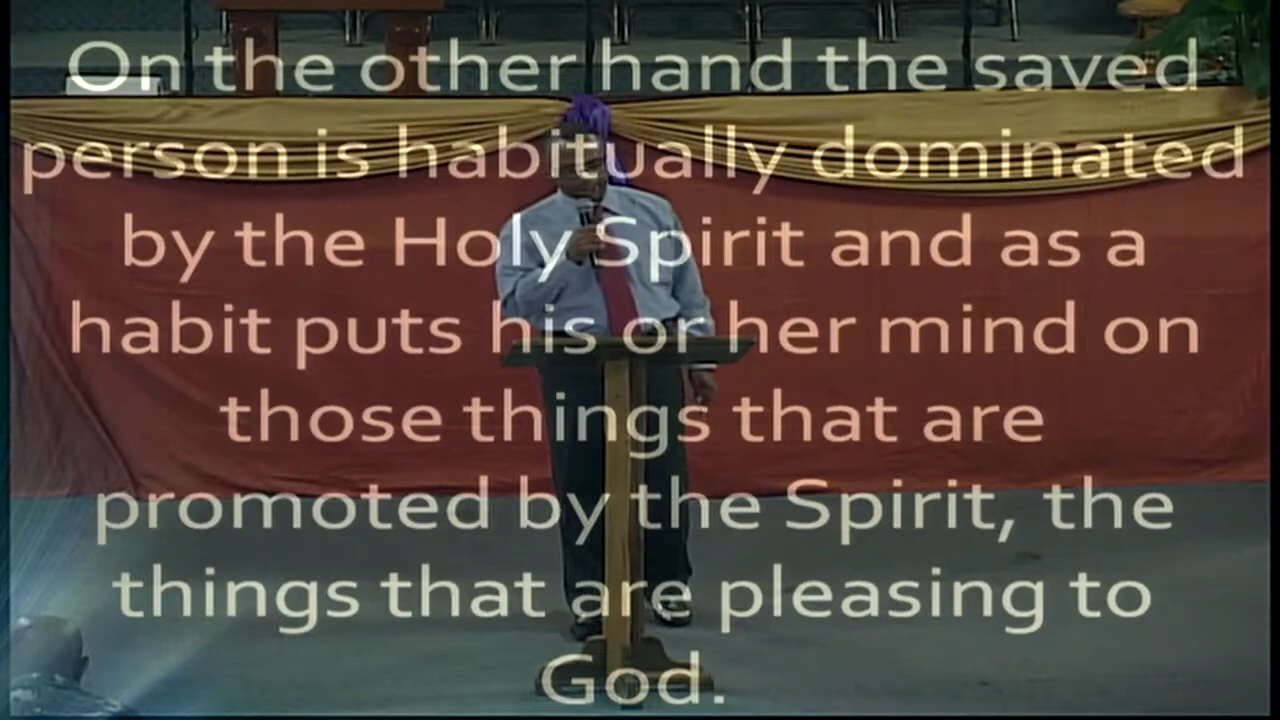 On the other hand the saved
person is habitually dominated
by the Holy Spirit and as a
habit puts his or her mind on
those things that are
promoted by the Spirit, the
things that are pleasing to
God.